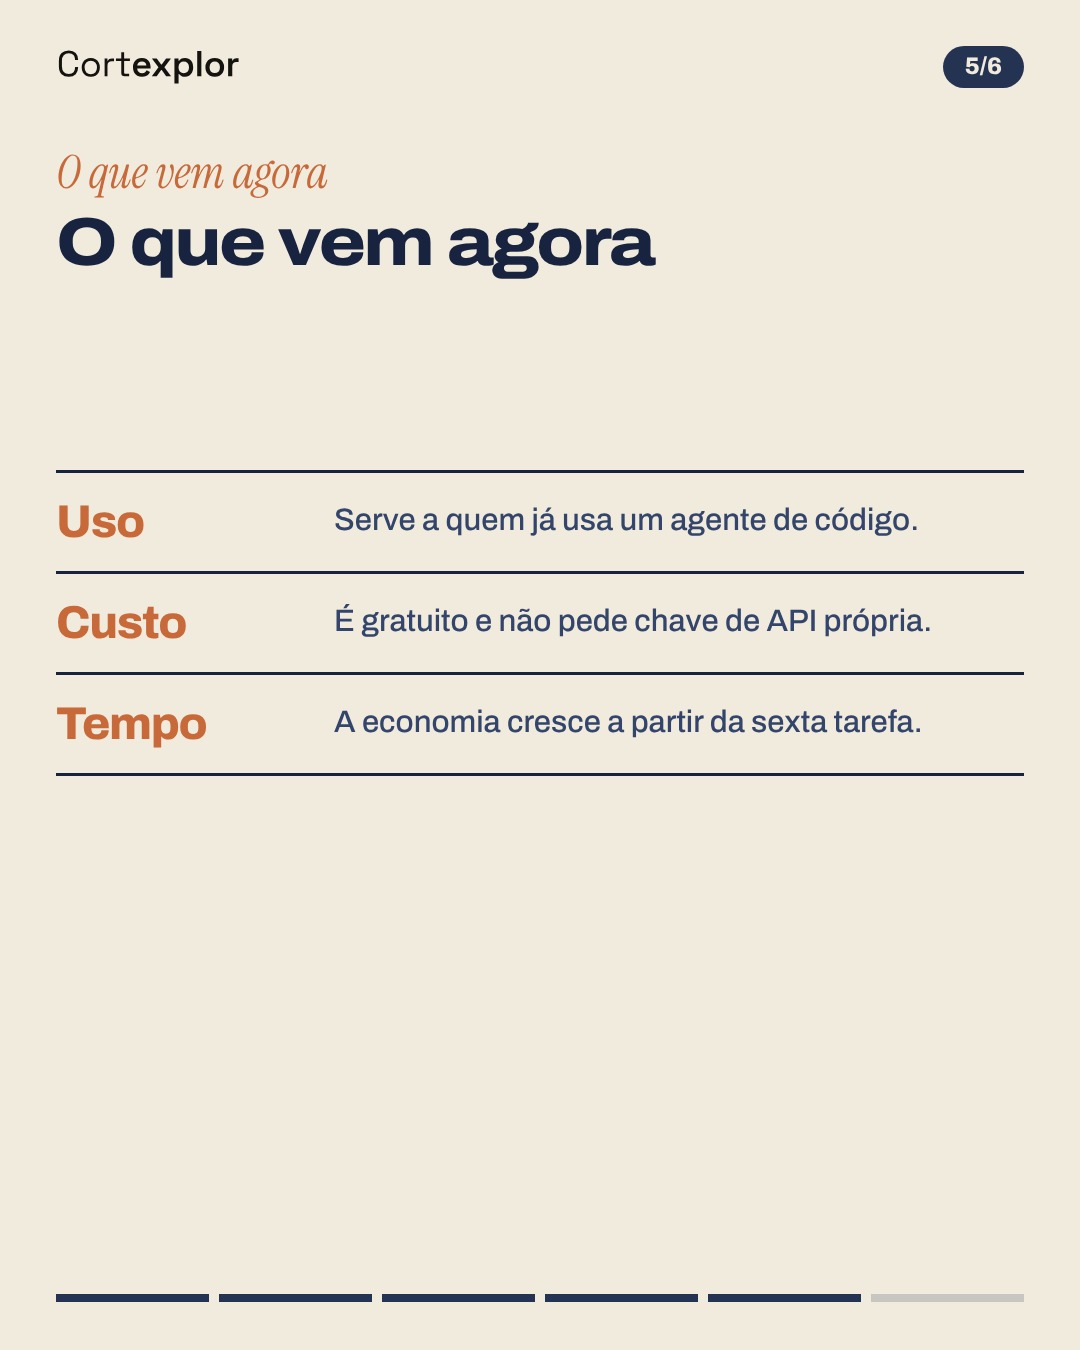 Cortexplor
5/6
O que vem agora
O que vem agora
Uso
Serve a quem já usa um agente de código.
Custo
É gratuito e não pede chave de API própria.
Tempo
A economia cresce a partir da sexta tarefa.